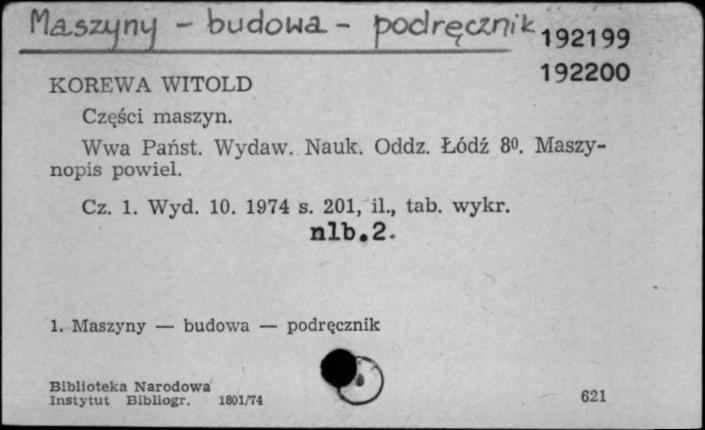 Maszyny - budowa - podręcznik
192199
192200
KOREWA WITOLD
Części maszyn.
Wwa Państ. Wydaw. Nauk. Oddz. Łódź 8⁰. Maszy-
nopis powiel.
Cz. 1. Wyd. 10. 1974 s. 201, il., tab. wykr.
nlb.2.
1. Maszyny — budowa — podręcznik
Biblioteka Narodowa
Instytut Bibliogr. 1801/74
621